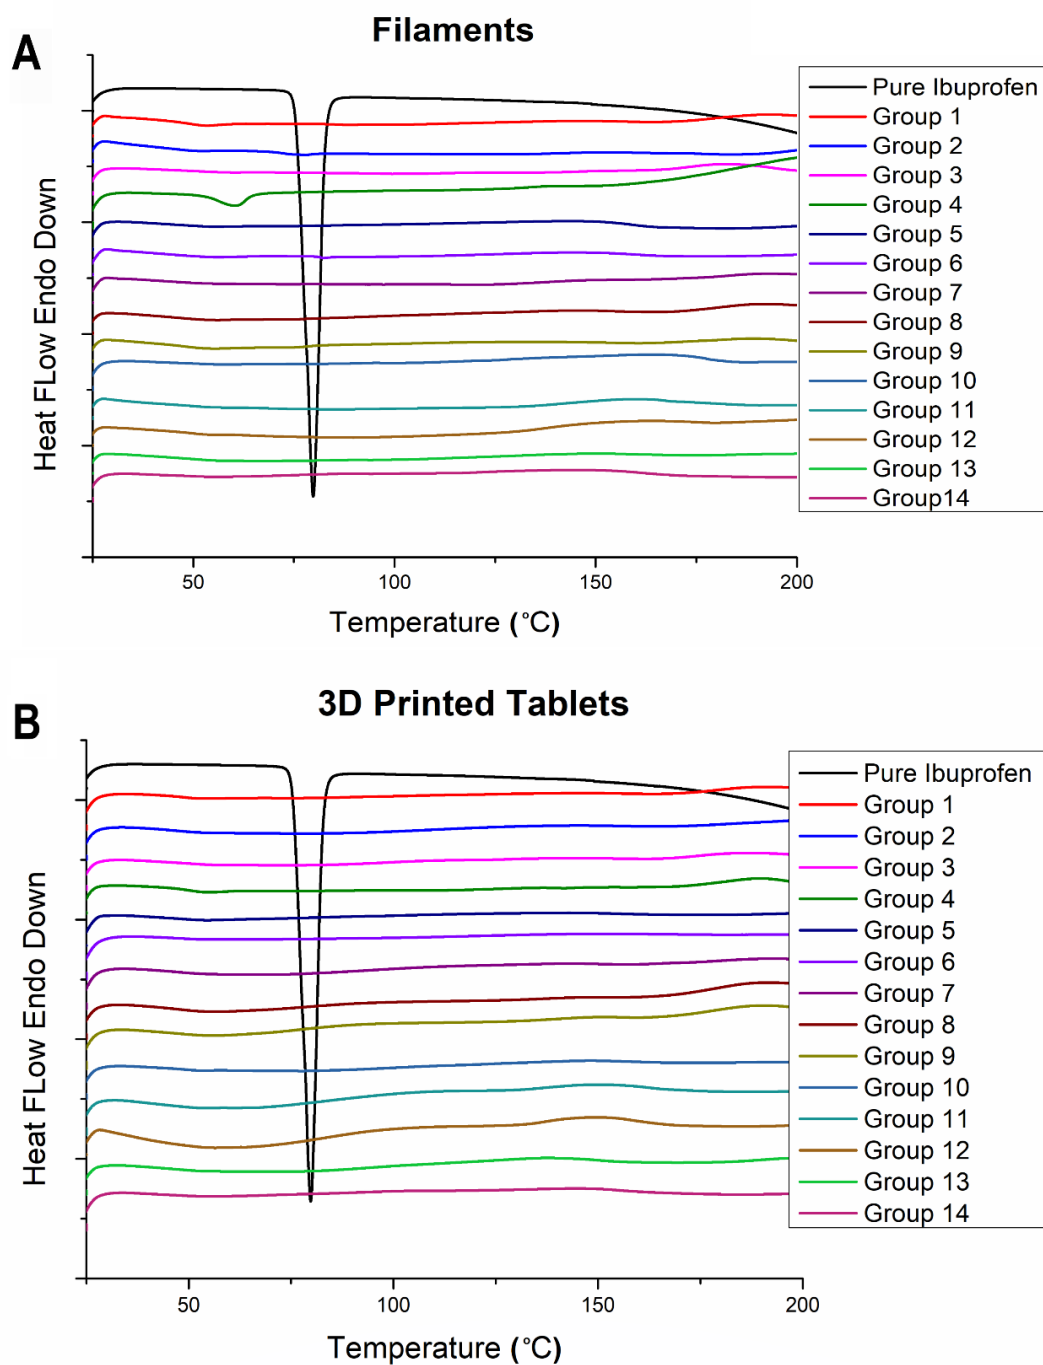 A
Filaments
Heat FLow Endo Down
Pure Ibuprofen
Group 1
Group 2
Group 3
Group 4
Group 5
Group 6
Group 7
Group 8
Group 9
Group 10
Group 11
Group 12
Group 13
Group14
50
100
150
200
Temperature (°C)
B
3D Printed Tablets
Heat FLow Endo Down
Pure Ibuprofen
Group 1
Group 2
Group 3
Group 4
Group 5
Group 6
Group 7
Group 8
Group 9
Group 10
Group 11
Group 12
Group 13
Group 14
50
100
150
200
Temperature (°C)